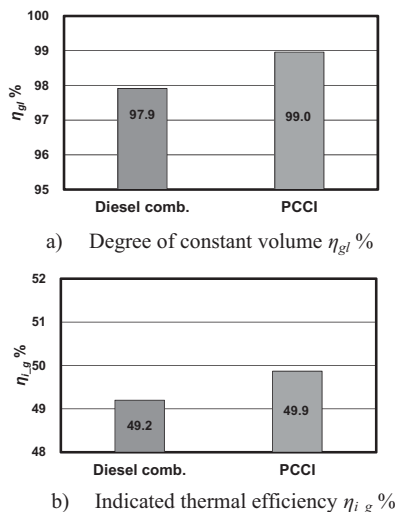 100
99
98
97
96
95
η_gl %
97.9
99.0
Diesel comb.
PCCI
a) Degree of constant volume η_gl %
52
51
50
49
48
η_i_g %
49.2
49.9
Diesel comb.
PCCI
b) Indicated thermal efficiency η_i_g %